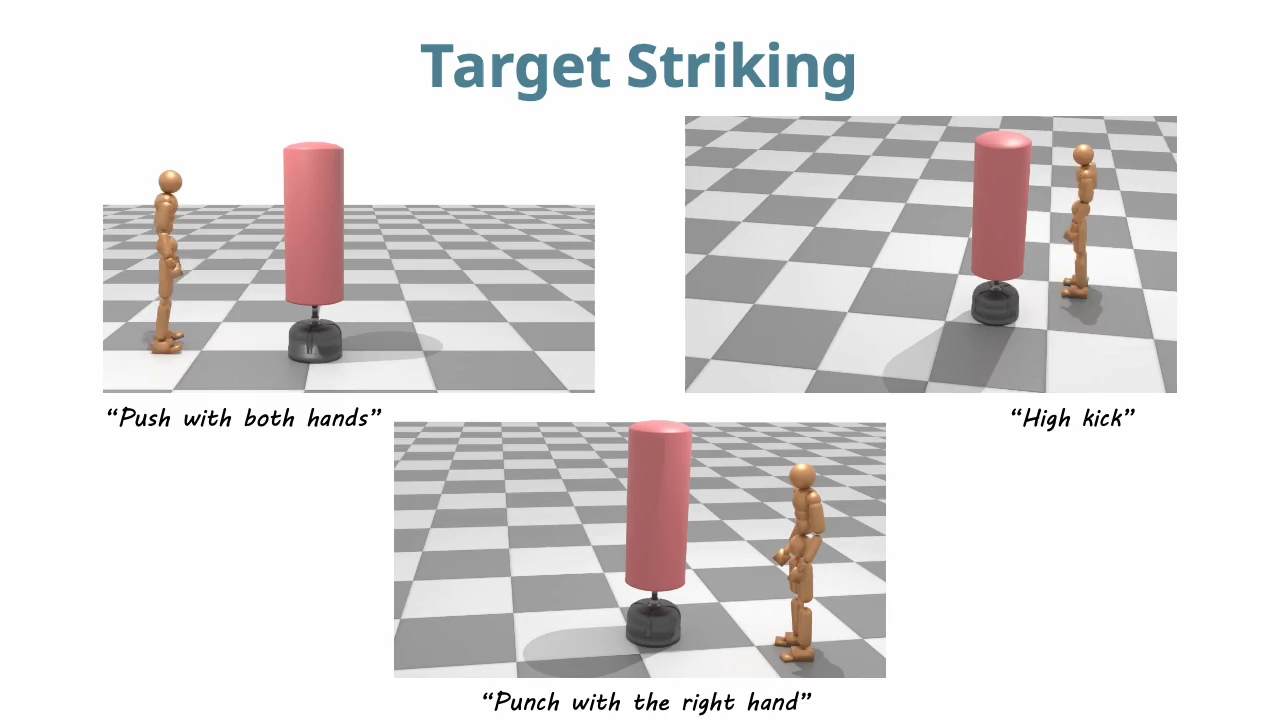 Target Striking
“Push with both hands”
“High kick”
“Punch with the right hand”